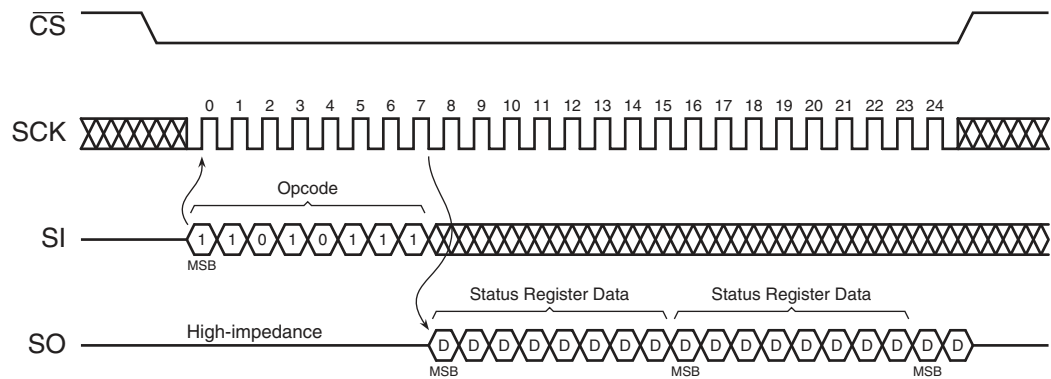 CS
0 1 2 3 4 5 6 7 8 9 10 11 12 13 14 15 16 17 18 19 20 21 22 23 24
SCK
Opcode
SI 1 1 0 1 0 1 1 1
MSB
Status Register Data Status Register Data
High-impedance
SO D D D D D D D D D D D D D D D D D D
MSB MSB MSB